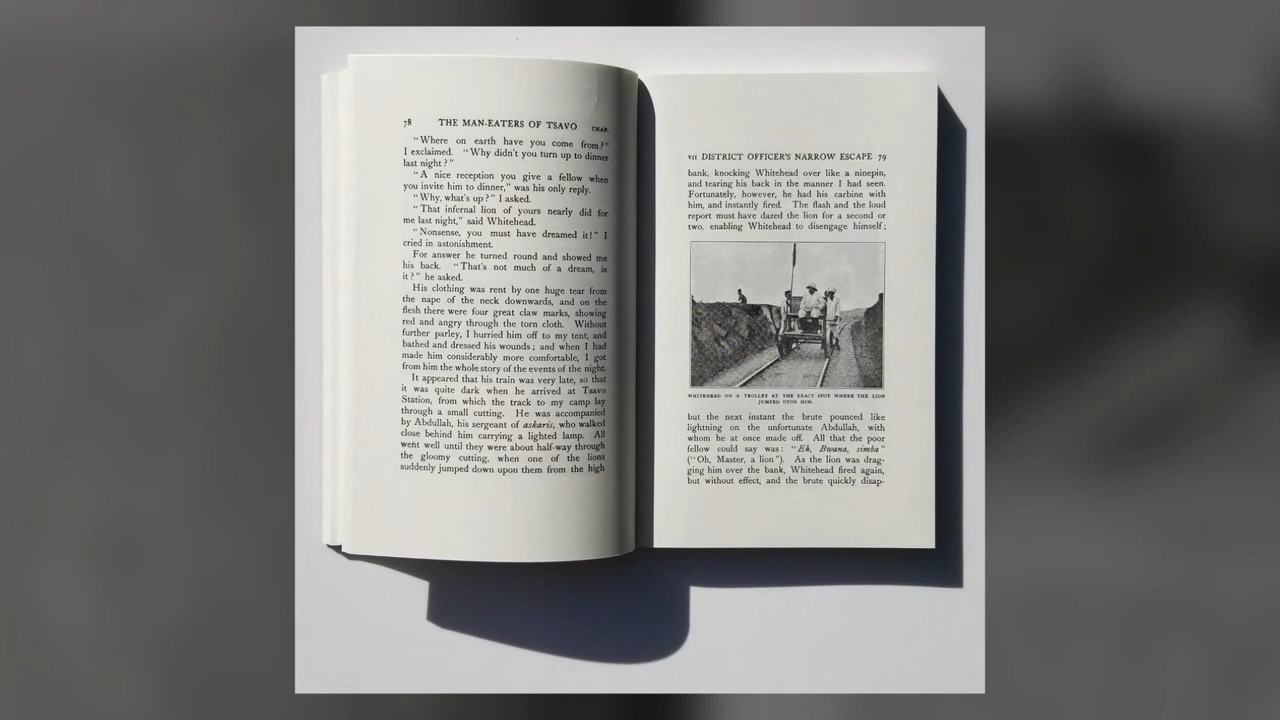 78 THE MAN-EATERS OF TSAVO CHAP.
"Where on earth have you come from?"
I exclaimed. "Why didn't you turn up to dinner
last night?"
"A nice reception you give a fellow when
you invite him to dinner," was his only reply.
"Why, what's up?" I asked.
"That infernal lion of yours nearly did for
me last night," said Whitehead.
"Nonsense, you must have dreamed it!" I
cried in astonishment.
For answer he turned round and showed me
his back. "That's not much of a dream, is
it?" he asked.
His clothing was rent by one huge tear from
the nape of the neck downwards, and on the
flesh there were four great claw marks, showing
red and angry through the torn cloth. Without
further parley, I hurried him off to my tent, and
bathed and dressed his wounds; and when I had
made him considerably more comfortable, I got
from him the whole story of the events of the night.
It appeared that his train was very late, so that
it was quite dark when he arrived at Tsavo
Station, from which the track to my camp lay
through a small cutting. He was accompanied
by Abdullah, his sergeant of askaris, who walked
close behind him carrying a lighted lamp. All
went well until they were about half-way through
the gloomy cutting, when one of the lions
suddenly jumped down upon them from the high
VII DISTRICT OFFICER'S NARROW ESCAPE 79
bank, knocking Whitehead over like a ninepin,
and tearing his back in the manner I had seen.
Fortunately, however, he had his carbine with
him, and instantly fired. The flash and the loud
report must have dazed the lion for a second or
two, enabling Whitehead to disengage himself;
WHITEHEAD ON A TROLLEY AT THE EXACT SPOT WHERE THE LION
JUMPED UPON HIM.
but the next instant the brute pounced like
lightning on the unfortunate Abdullah, with
whom he at once made off. All that the poor
fellow could say was: "Eh, Bwana, simba"
("Oh, Master, a lion"). As the lion was drag-
ging him over the bank, Whitehead fired again,
but without effect, and the brute quickly disap-